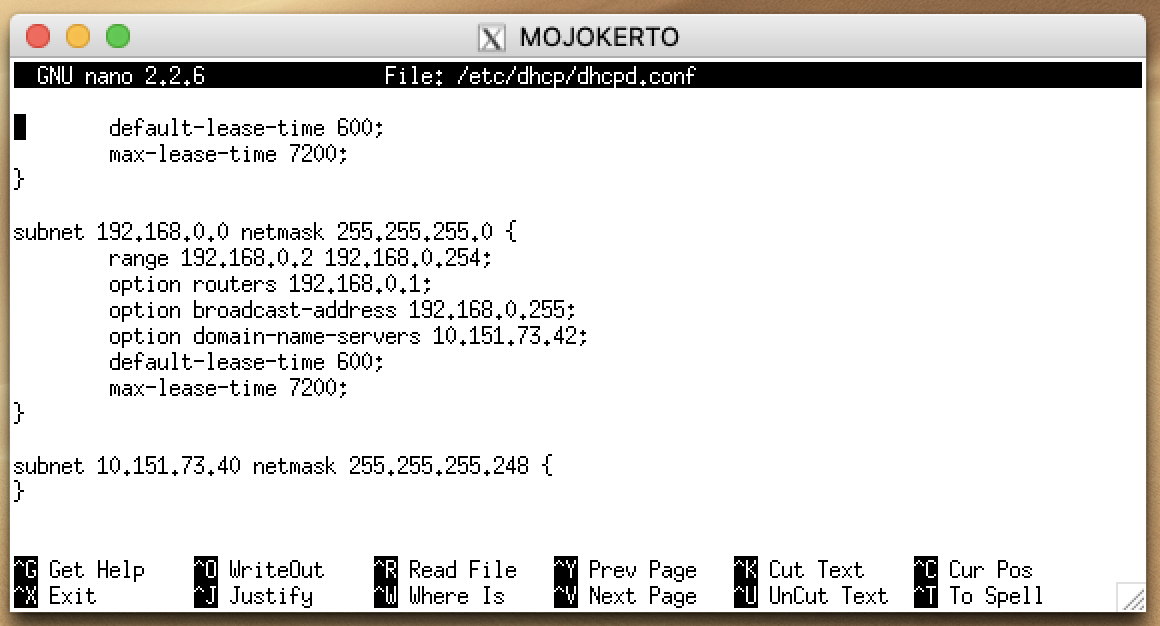 MOJOKERTO
GNU nano 2.2.6 File: /etc/dhcp/dhcpd.conf
default-lease-time 600;
max-lease-time 7200;
}
subnet 192.168.0.0 netmask 255.255.255.0 {
range 192.168.0.2 192.168.0.254;
option routers 192.168.0.1;
option broadcast-address 192.168.0.255;
option domain-name-servers 10.151.73.42;
default-lease-time 600;
max-lease-time 7200;
}
subnet 10.151.73.40 netmask 255.255.255.248 {
}
^G Get Help ^O WriteOut ^R Read File ^Y Prev Page ^K Cut Text ^C Cur Pos
^X Exit ^J Justify ^W Where Is ^V Next Page ^U UnCut Text ^T To Spell